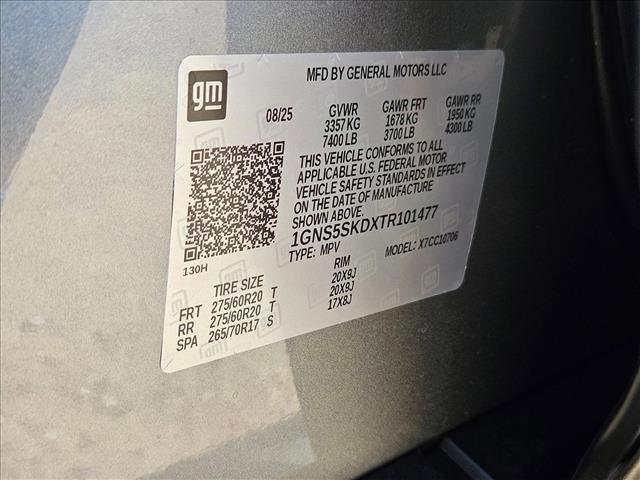 gm
MFD BY GENERAL MOTORS LLC
08/25 GVWR GAWR FRT GAWR RR
3357 KG 1678 KG 1950 KG
7400 LB 3700 LB 4300 LB
THIS VEHICLE CONFORMS TO ALL
APPLICABLE U.S. FEDERAL MOTOR
VEHICLE SAFETY STANDARDS IN EFFECT
ON THE DATE OF MANUFACTURE
SHOWN ABOVE.
1GNS5SKDXTR101477
TYPE: MPV MODEL: X7CC10706
130H
TIRE SIZE RIM
FRT 275/60R20 T 20X9J
RR 275/60R20 T 20X9J
SPA 265/70R17 S 17X8J